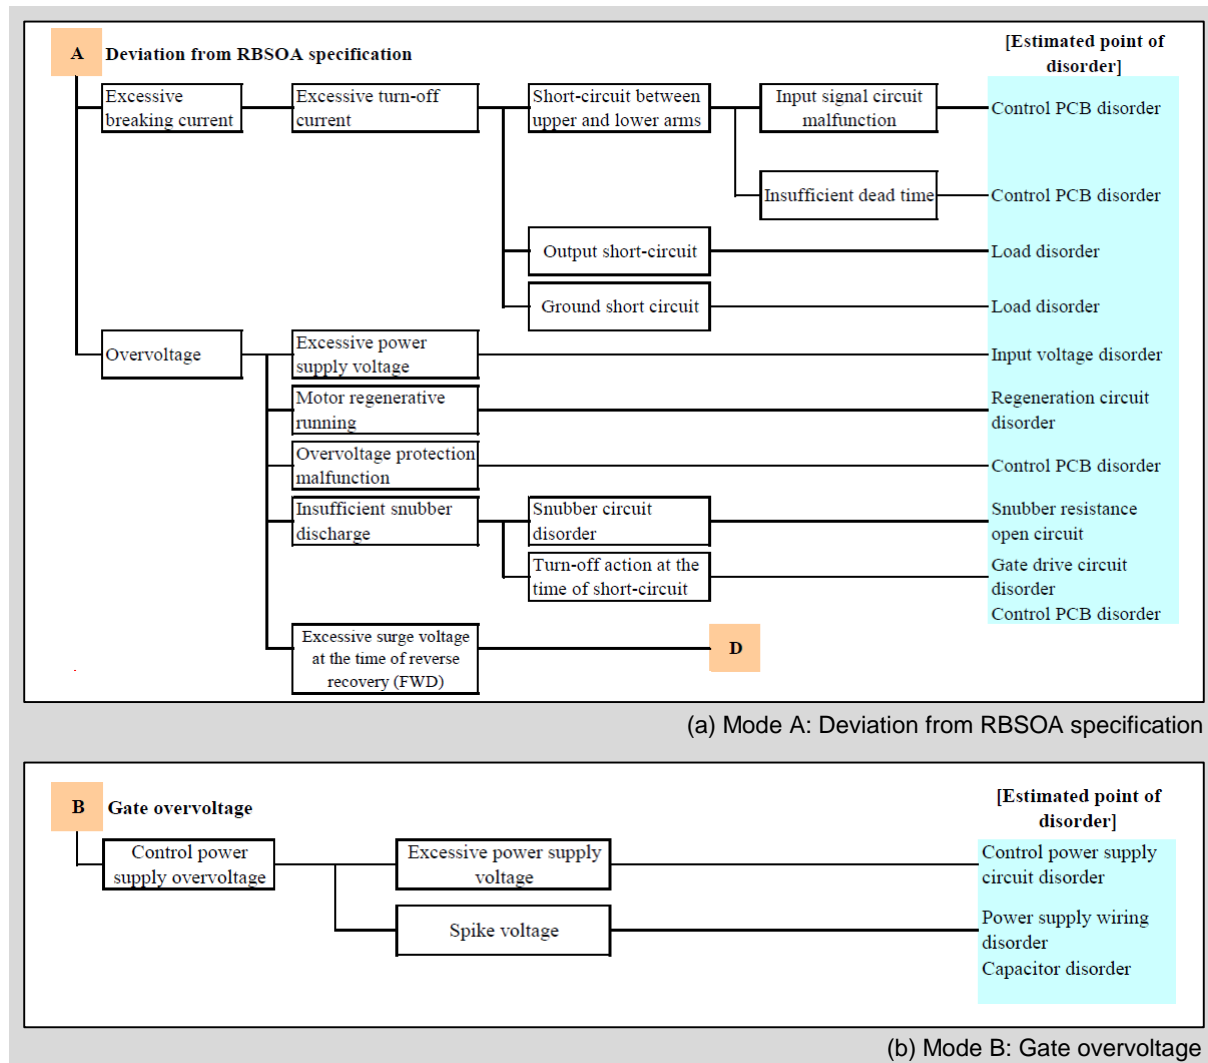 A
Deviation from RBSOA specification
[Estimated point of
disorder]
Excessive
breaking current
Excessive turn-off
current
Short-circuit between
upper and lower arms
Input signal circuit
malfunction
Control PCB disorder
Insufficient dead time
Control PCB disorder
Output short-circuit
Load disorder
Ground short circuit
Load disorder
Overvoltage
Excessive power
supply voltage
Input voltage disorder
Motor regenerative
running
Regeneration circuit
disorder
Overvoltage protection
malfunction
Control PCB disorder
Insufficient snubber
discharge
Snubber circuit
disorder
Snubber resistance
open circuit
Turn-off action at the
time of short-circuit
Gate drive circuit
disorder
Control PCB disorder
Excessive surge voltage
at the time of reverse
recovery (FWD)
D
(a) Mode A: Deviation from RBSOA specification
B
Gate overvoltage
[Estimated point of
disorder]
Control power
supply overvoltage
Excessive power supply
voltage
Control power supply
circuit disorder
Spike voltage
Power supply wiring
disorder
Capacitor disorder
(b) Mode B: Gate overvoltage